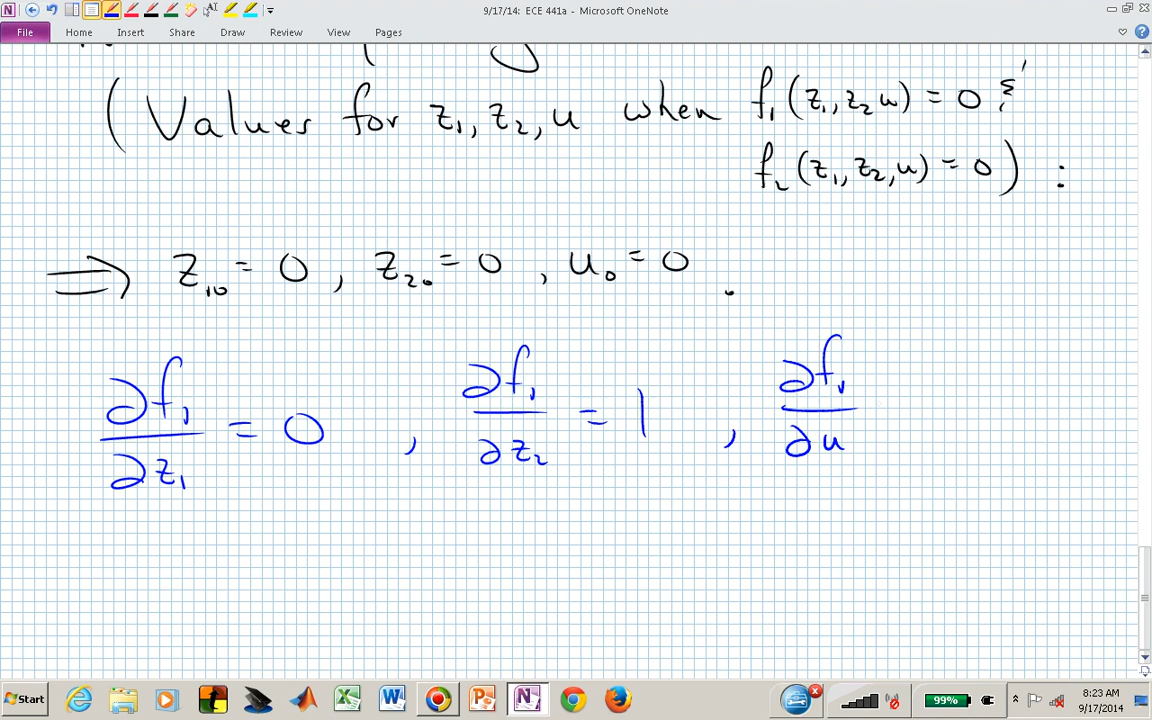 9/17/14: ECE 441a - Microsoft OneNote
File Home Insert Share Draw Review View Pages
( Values for z₁, z₂, u when f₁(z₁, z₂ u) = 0 &
f₂(z₁, z₂, u) = 0 ) :
⇒ z₁₀ = 0 , z₂₀ = 0 , u₀ = 0 .
∂f₁/∂z₁ = 0 , ∂f₁/∂z₂ = 1 , ∂f₁/∂u
Start
99%
8:23 AM
9/17/2014